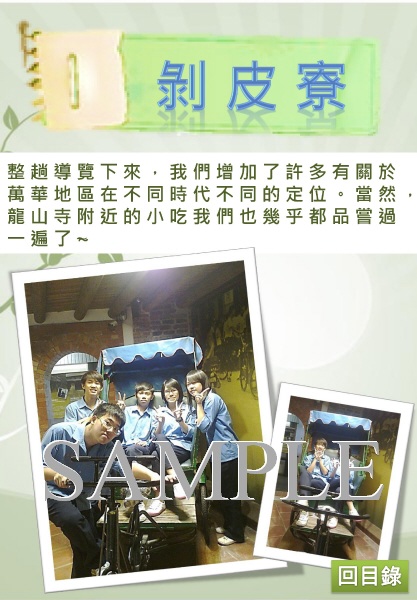 剝皮寮
整趟導覽下來，我們增加了許多有關於
萬華地區在不同時代不同的定位。當然，
龍山寺附近的小吃我們也幾乎都品嘗過
一遍了~
SAMPLE
回目錄